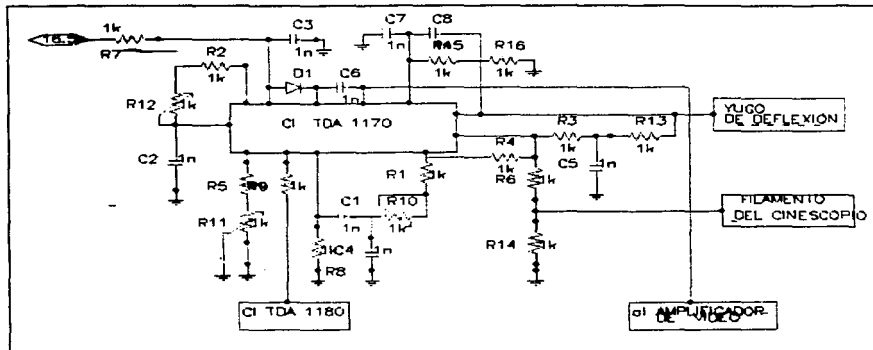 1k
R7
C3
1n
C7
1n
C8
1n
R15
1k
R16
1k
R2
1k
D1
C6
1n
R12
1k
CI TDA 1170
YUGO
DE DEFLEXIÓN
C2
1n
R4
1k
R3
1k
R13
1k
C5
1n
R1
1k
R6
1k
R5
R9
1k
R11
1k
C1
1n
R10
1k
FILAMENTO
DEL CINESCOPIO
1k
C4
1n
R8
R14
1k
CI TDA 1180
al AMPLIFICADOR
DE VIDEO